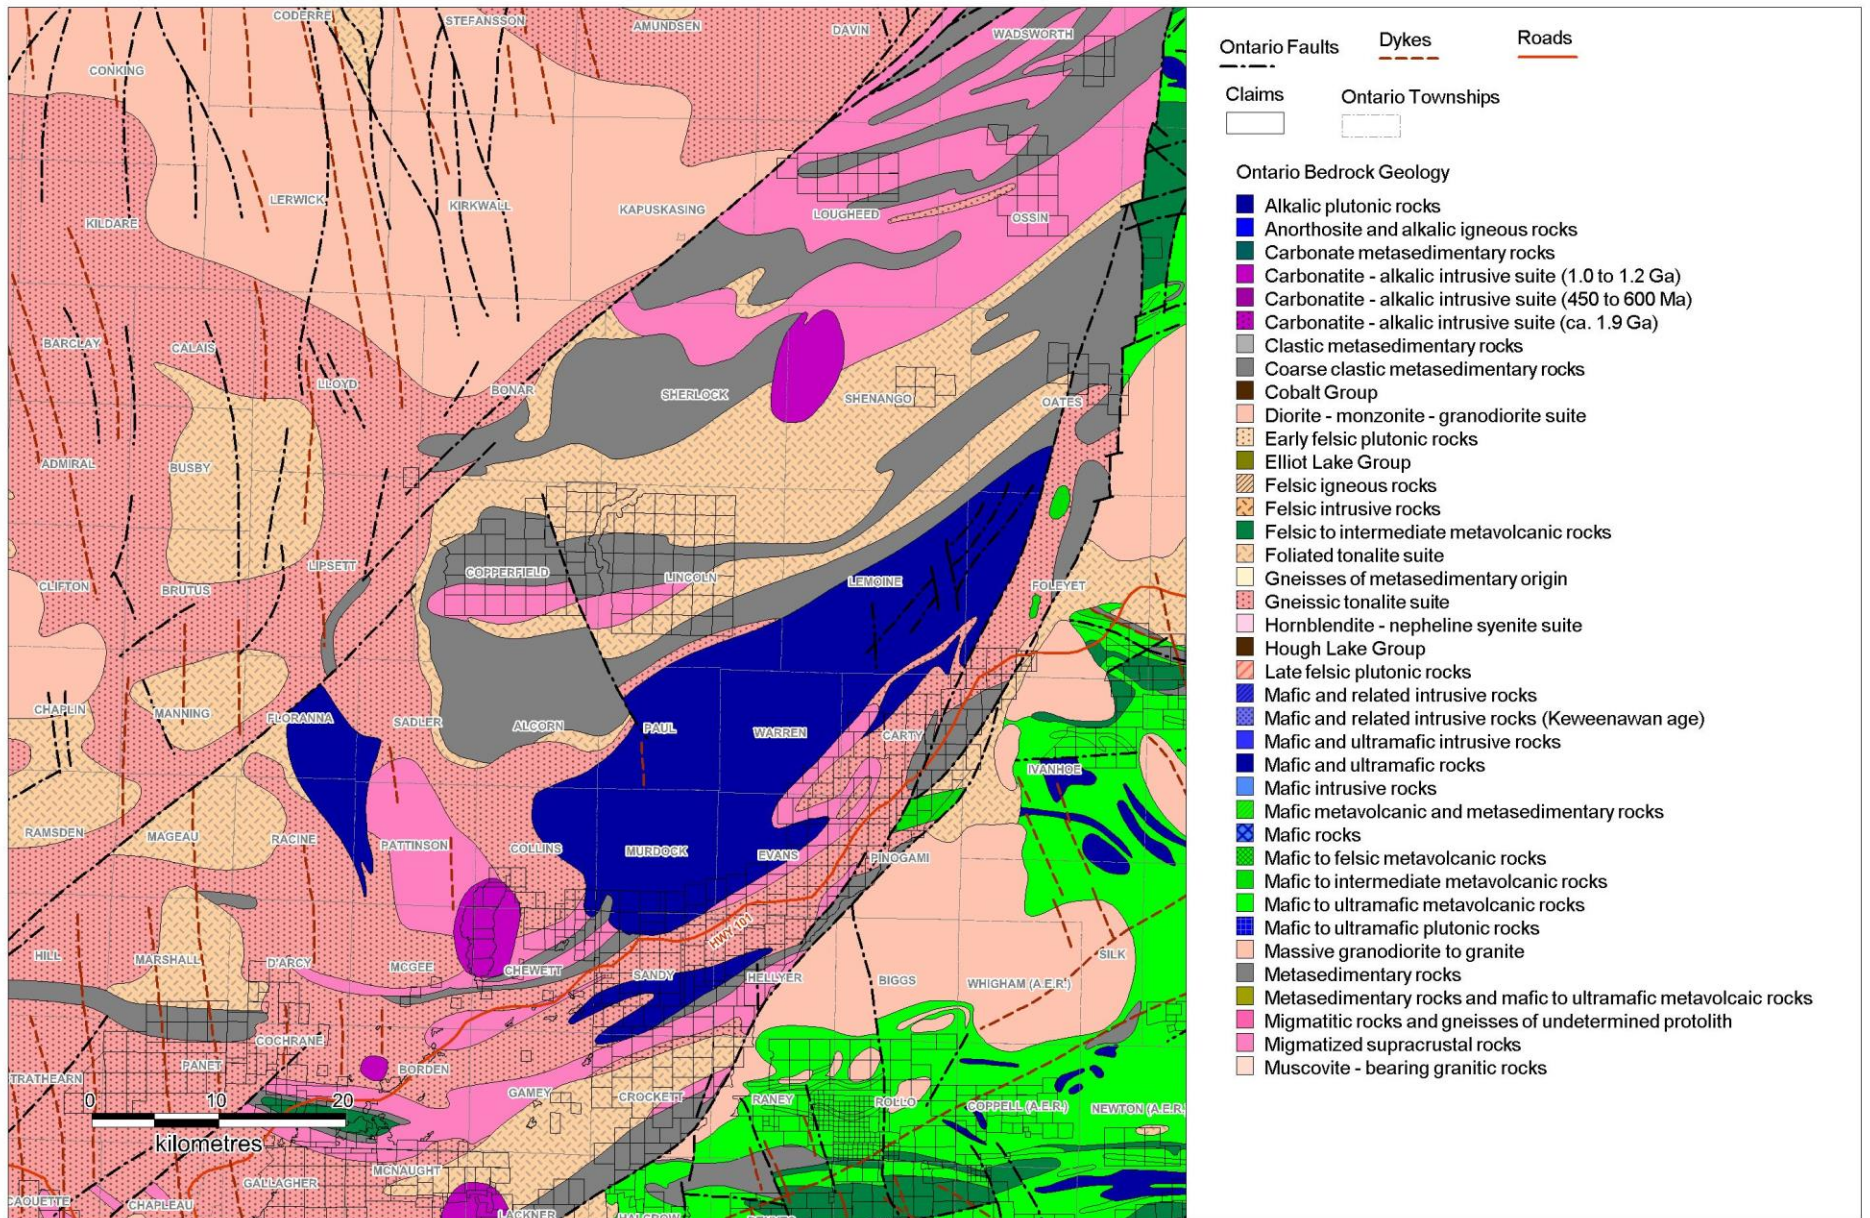 CODERRE
STEFANSSON
AMUNDSEN
DAVIN
WADSWORTH
CONKING
LERWICK
KIRKWALL
KAPUSKASING
LOUGHEED
OSSIN
KILDARE
BARCLAY
CALAIS
LLOYD
BONAR
SHERLOCK
SHENANGO
OATES
ADMIRAL
BUSBY
LIPSETT
COPPERFIELD
LINCOLN
LEMOINE
FOLEYET
CLIFTON
BRUTUS
CHAPLIN
MANNING
FLORANNA
SADLER
ALCORN
PAUL
WARREN
CARTY
IVANHOE
RAMSDEN
MAGEAU
RACINE
PATTINSON
COLLINS
MURDOCK
EVANS
PINOGAMI
HWY 101
HILL
MARSHALL
D'ARCY
MCGEE
CHEWETT
SANDY
HELLYER
BIGGS
WHIGHAM (A.E.R.)
SILK
COCHRANE
PANET
BORDEN
TRATHEARN
GAMEY
CROCKETT
RANEY
ROLLO
COPPELL (A.E.R.)
NEWTON (A.E.R.
0 10 20
kilometres
MCNAUGHT
GALLAGHER
CAOUETTE
CHAPLEAU
LACKNER
HALCROW
Ontario Faults
Dykes
Roads
Claims
Ontario Townships
Ontario Bedrock Geology
Alkalic plutonic rocks
Anorthosite and alkalic igneous rocks
Carbonate metasedimentary rocks
Carbonatite - alkalic intrusive suite (1.0 to 1.2 Ga)
Carbonatite - alkalic intrusive suite (450 to 600 Ma)
Carbonatite - alkalic intrusive suite (ca. 1.9 Ga)
Clastic metasedimentary rocks
Coarse clastic metasedimentary rocks
Cobalt Group
Diorite - monzonite - granodiorite suite
Early felsic plutonic rocks
Elliot Lake Group
Felsic igneous rocks
Felsic intrusive rocks
Felsic to intermediate metavolcanic rocks
Foliated tonalite suite
Gneisses of metasedimentary origin
Gneissic tonalite suite
Hornblendite - nepheline syenite suite
Hough Lake Group
Late felsic plutonic rocks
Mafic and related intrusive rocks
Mafic and related intrusive rocks (Keweenawan age)
Mafic and ultramafic intrusive rocks
Mafic and ultramafic rocks
Mafic intrusive rocks
Mafic metavolcanic and metasedimentary rocks
Mafic rocks
Mafic to felsic metavolcanic rocks
Mafic to intermediate metavolcanic rocks
Mafic to ultramafic metavolcanic rocks
Mafic to ultramafic plutonic rocks
Massive granodiorite to granite
Metasedimentary rocks
Metasedimentary rocks and mafic to ultramafic metavolcaic rocks
Migmatitic rocks and gneisses of undetermined protolith
Migmatized supracrustal rocks
Muscovite - bearing granitic rocks